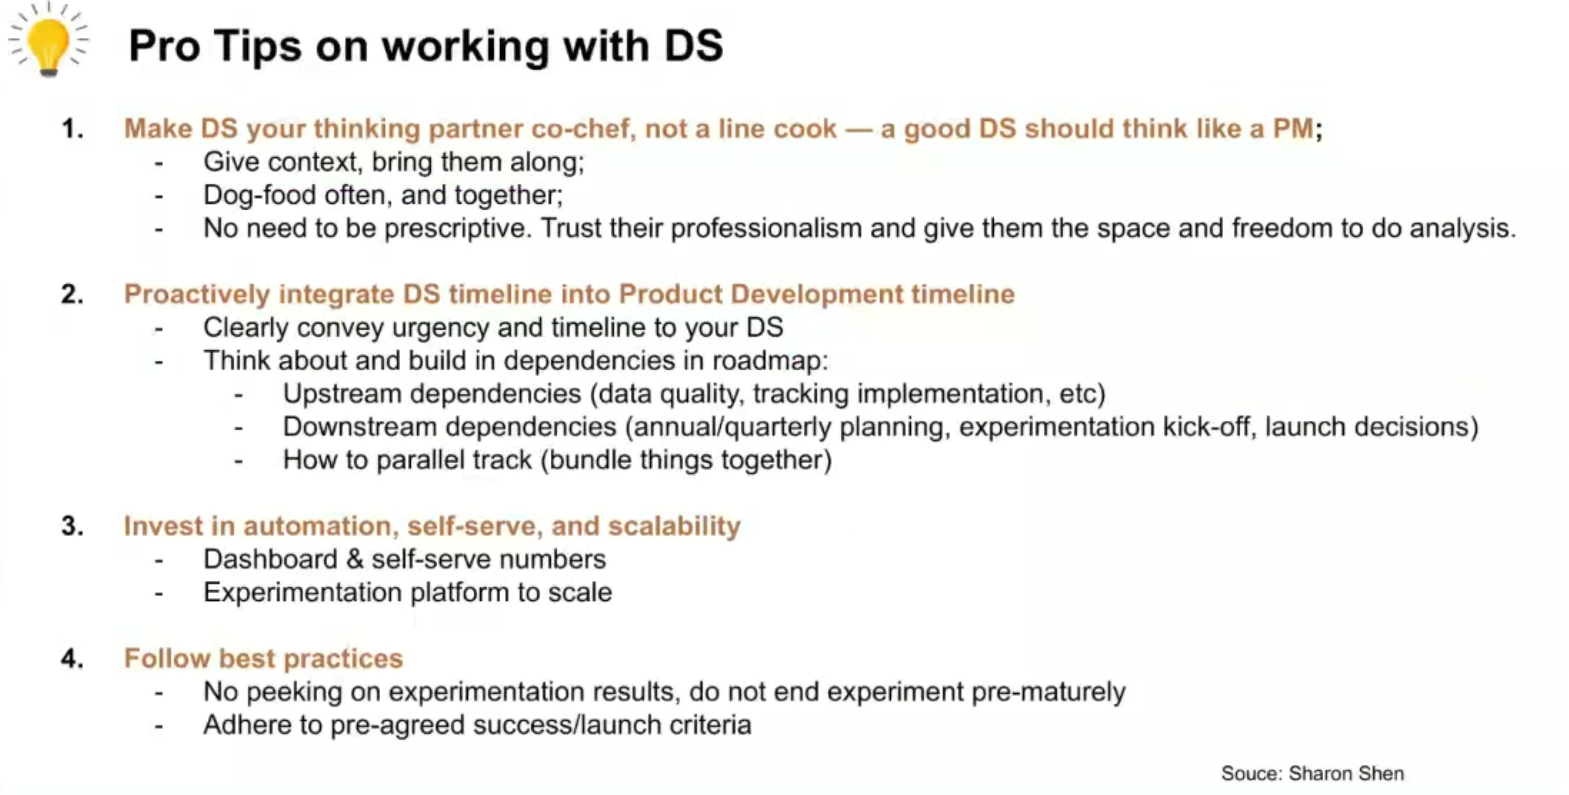 Pro Tips on working with DS
1. Make DS your thinking partner co-chef, not a line cook — a good DS should think like a PM;
- Give context, bring them along;
- Dog-food often, and together;
- No need to be prescriptive. Trust their professionalism and give them the space and freedom to do analysis.
2. Proactively integrate DS timeline into Product Development timeline
- Clearly convey urgency and timeline to your DS
- Think about and build in dependencies in roadmap:
- Upstream dependencies (data quality, tracking implementation, etc)
- Downstream dependencies (annual/quarterly planning, experimentation kick-off, launch decisions)
- How to parallel track (bundle things together)
3. Invest in automation, self-serve, and scalability
- Dashboard & self-serve numbers
- Experimentation platform to scale
4. Follow best practices
- No peeking on experimentation results, do not end experiment pre-maturely
- Adhere to pre-agreed success/launch criteria
Souce: Sharon Shen